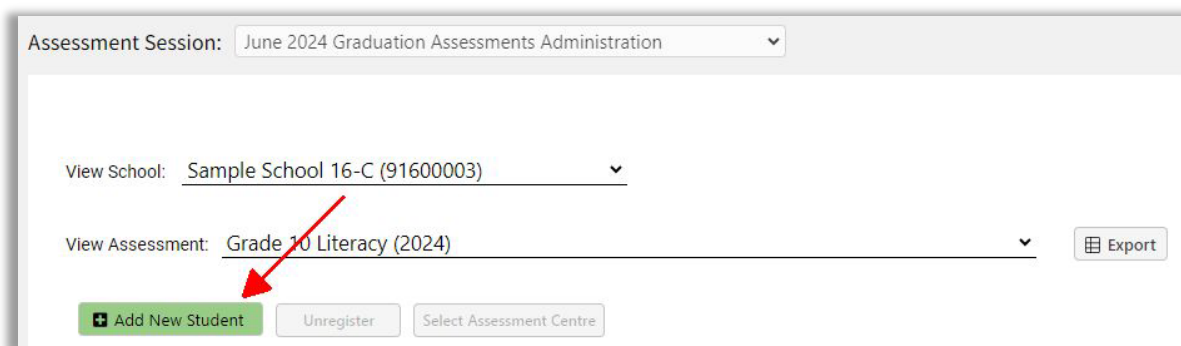 Assessment Session: June 2024 Graduation Assessments Administration
View School: Sample School 16-C (91600003)
View Assessment: Grade 10 Literacy (2024) Export
Add New Student Unregister Select Assessment Centre